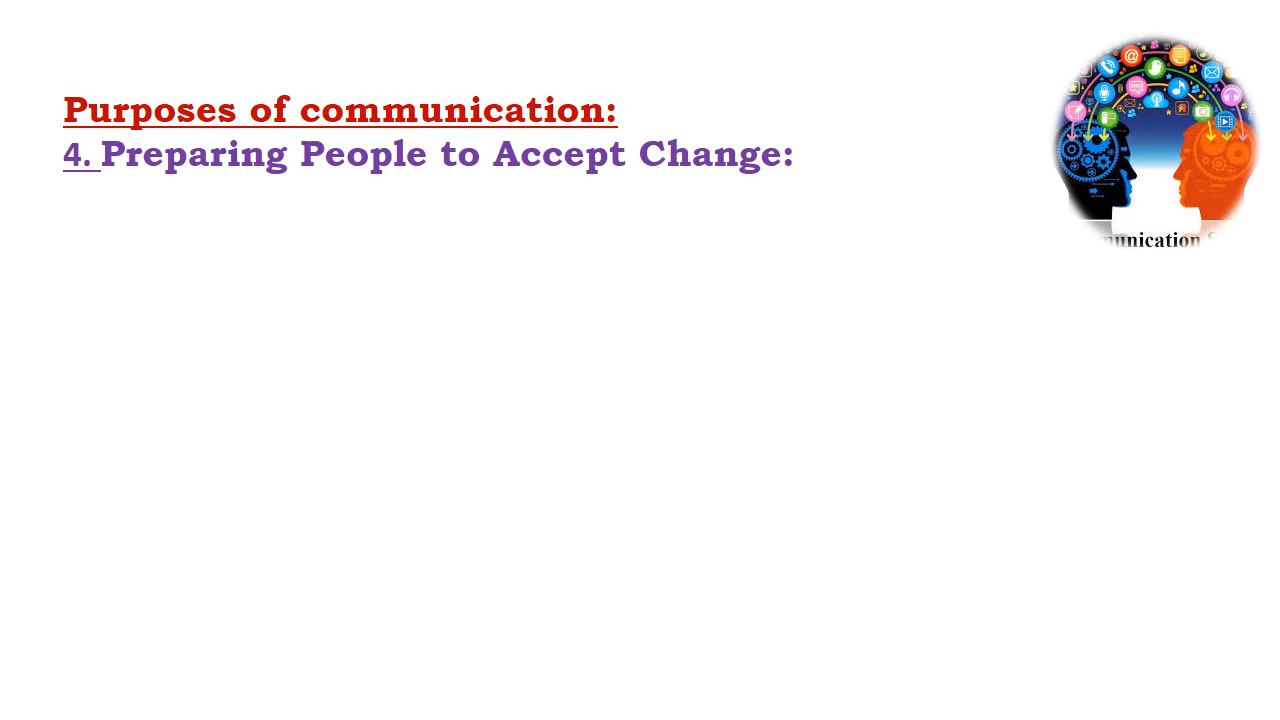 Purposes of communication:
4. Preparing People to Accept Change: